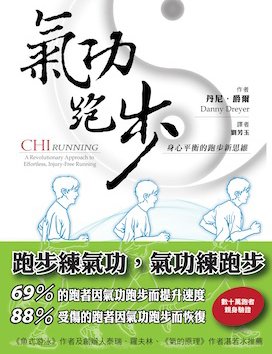 氣功
跑步
作者
丹尼·爵爾
Danny Dreyer
譯者
劉芳玉
CHI RUNNING
A Revolutionary Approach to
Effortless, Injury-Free Running
身心平衡的跑步新思維
跑步練氣功，氣功練跑步
69%的跑者因氣功跑步而提升速度
88%受傷的跑者因氣功跑步而恢復
數十萬跑者
親身驗證
《魚式游泳》作者及創辦人泰瑞·羅夫林、《氣的原理》作者湛若水推薦